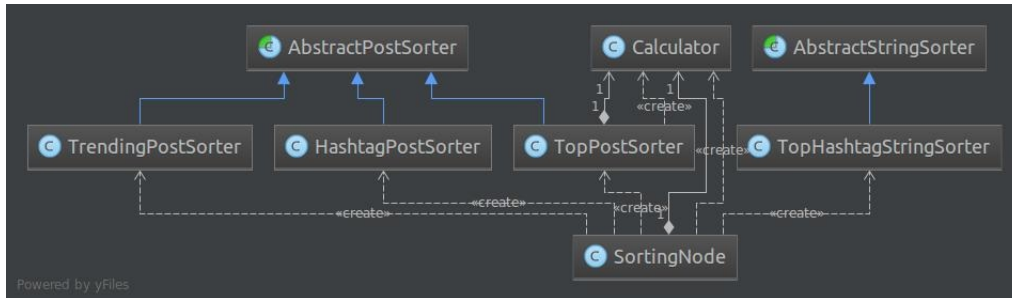 AbstractPostSorter
Calculator
AbstractStringSorter
1
1
1
«create»
TrendingPostSorter
HashtagPostSorter
TopPostSorter
«create»
TopHashtagStringSorter
«create»
«create»
«create»
1
«create»
SortingNode
Powered by yFiles